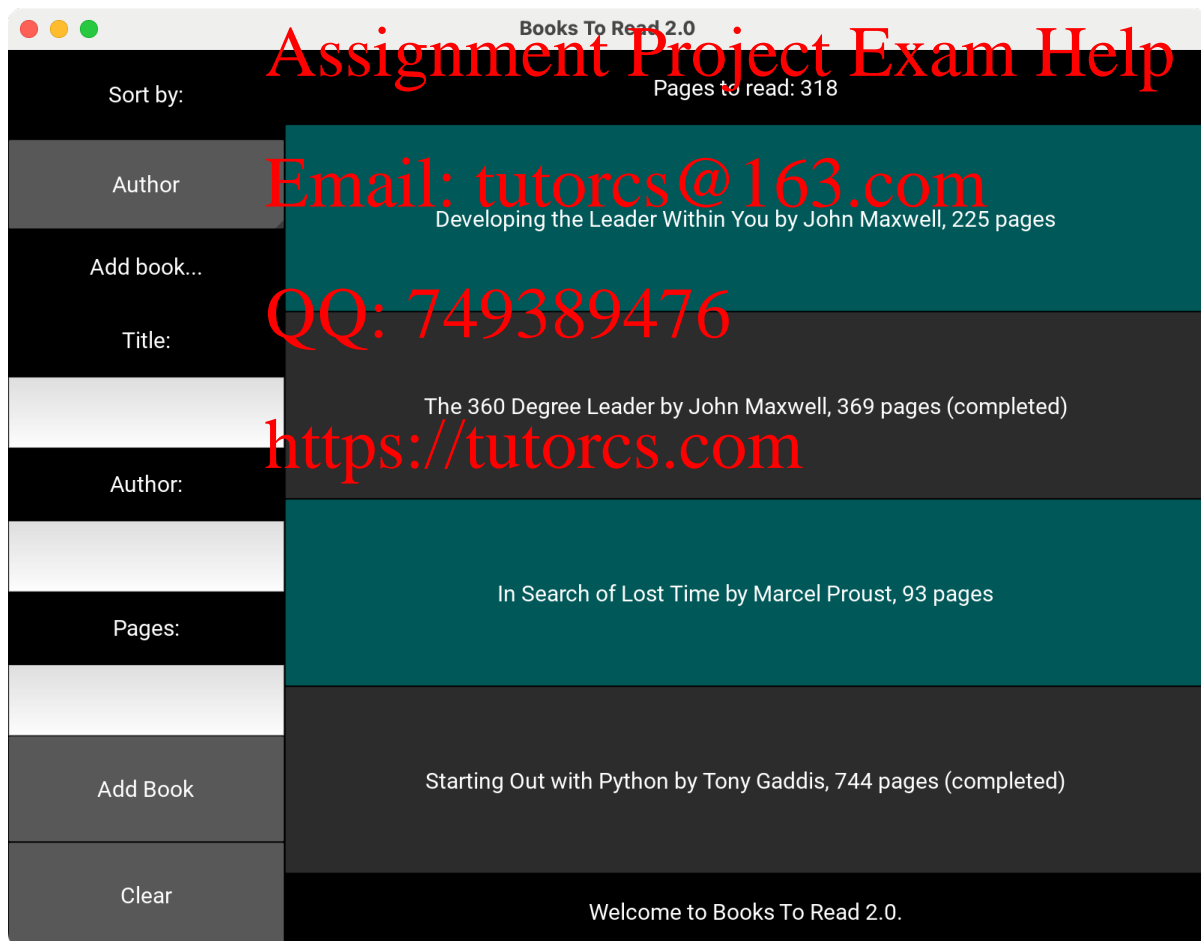 Books To Read 2.0
Assignment Project Exam Help
Sort by:
Pages to read: 318
Author
Email: tutorcs@163.com
Developing the Leader Within You by John Maxwell, 225 pages
Add book...
QQ: 749389476
Title:
The 360 Degree Leader by John Maxwell, 369 pages (completed)
https://tutorcs.com
Author:
In Search of Lost Time by Marcel Proust, 93 pages
Pages:
Starting Out with Python by Tony Gaddis, 744 pages (completed)
Add Book
Clear
Welcome to Books To Read 2.0.